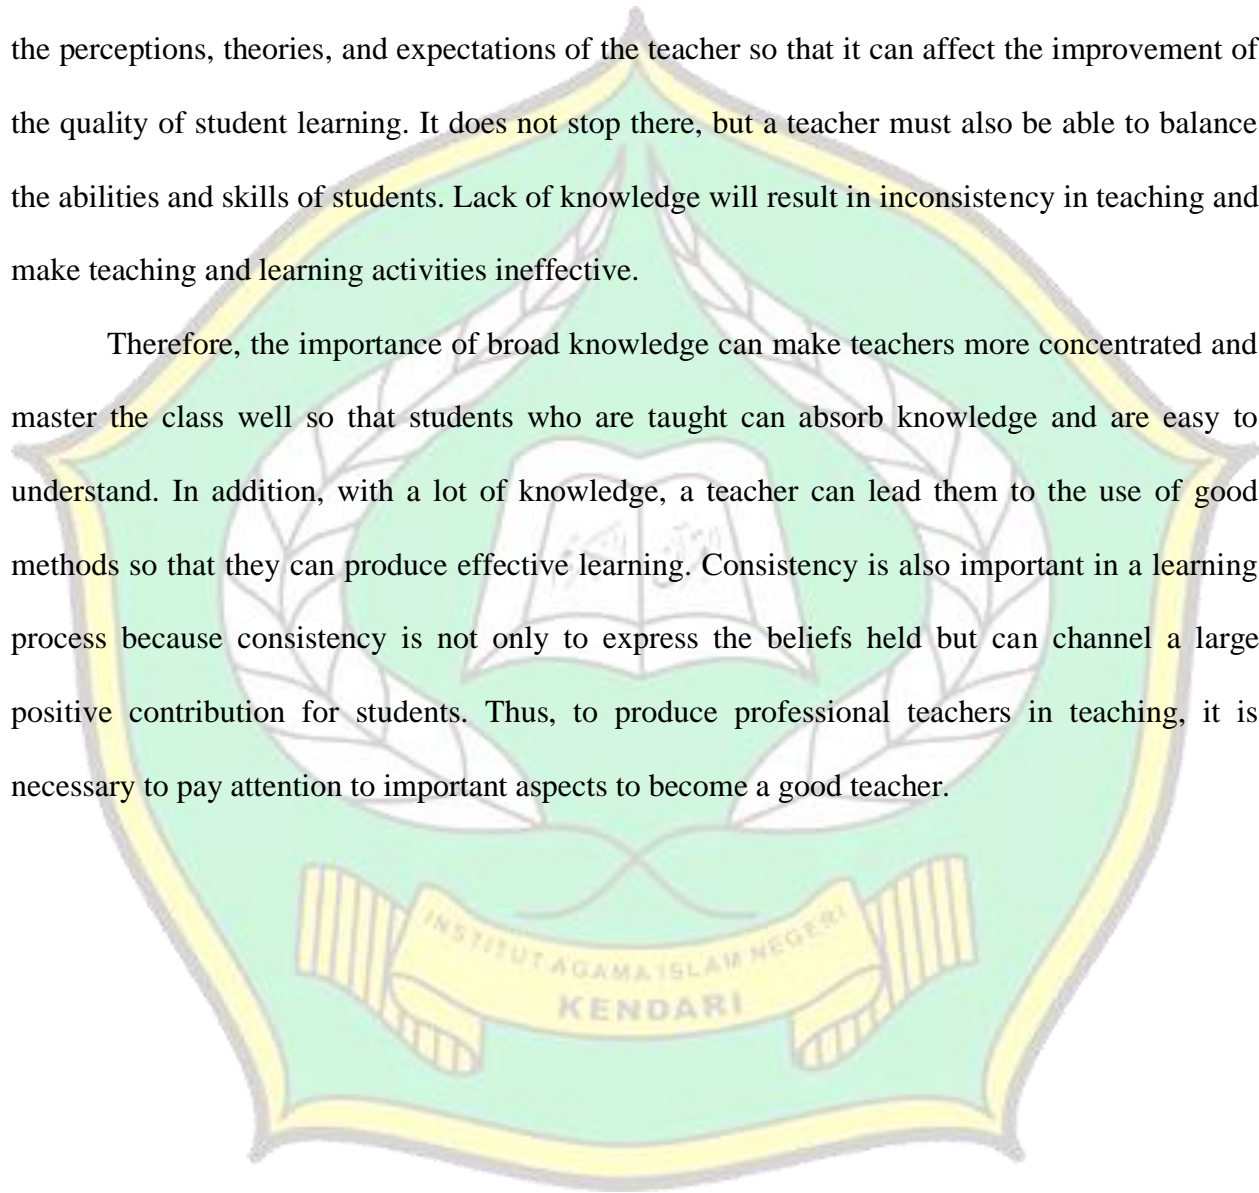 the perceptions, theories, and expectations of the teacher so that it can affect the improvement of
the quality of student learning. It does not stop there, but a teacher must also be able to balance
the abilities and skills of students. Lack of knowledge will result in inconsistency in teaching and
make teaching and learning activities ineffective.
Therefore, the importance of broad knowledge can make teachers more concentrated and
master the class well so that students who are taught can absorb knowledge and are easy to
understand. In addition, with a lot of knowledge, a teacher can lead them to the use of good
methods so that they can produce effective learning. Consistency is also important in a learning
process because consistency is not only to express the beliefs held but can channel a large
positive contribution for students. Thus, to produce professional teachers in teaching, it is
necessary to pay attention to important aspects to become a good teacher.
INSTITUT AGAMA ISLAM NEGERI
KENDARI